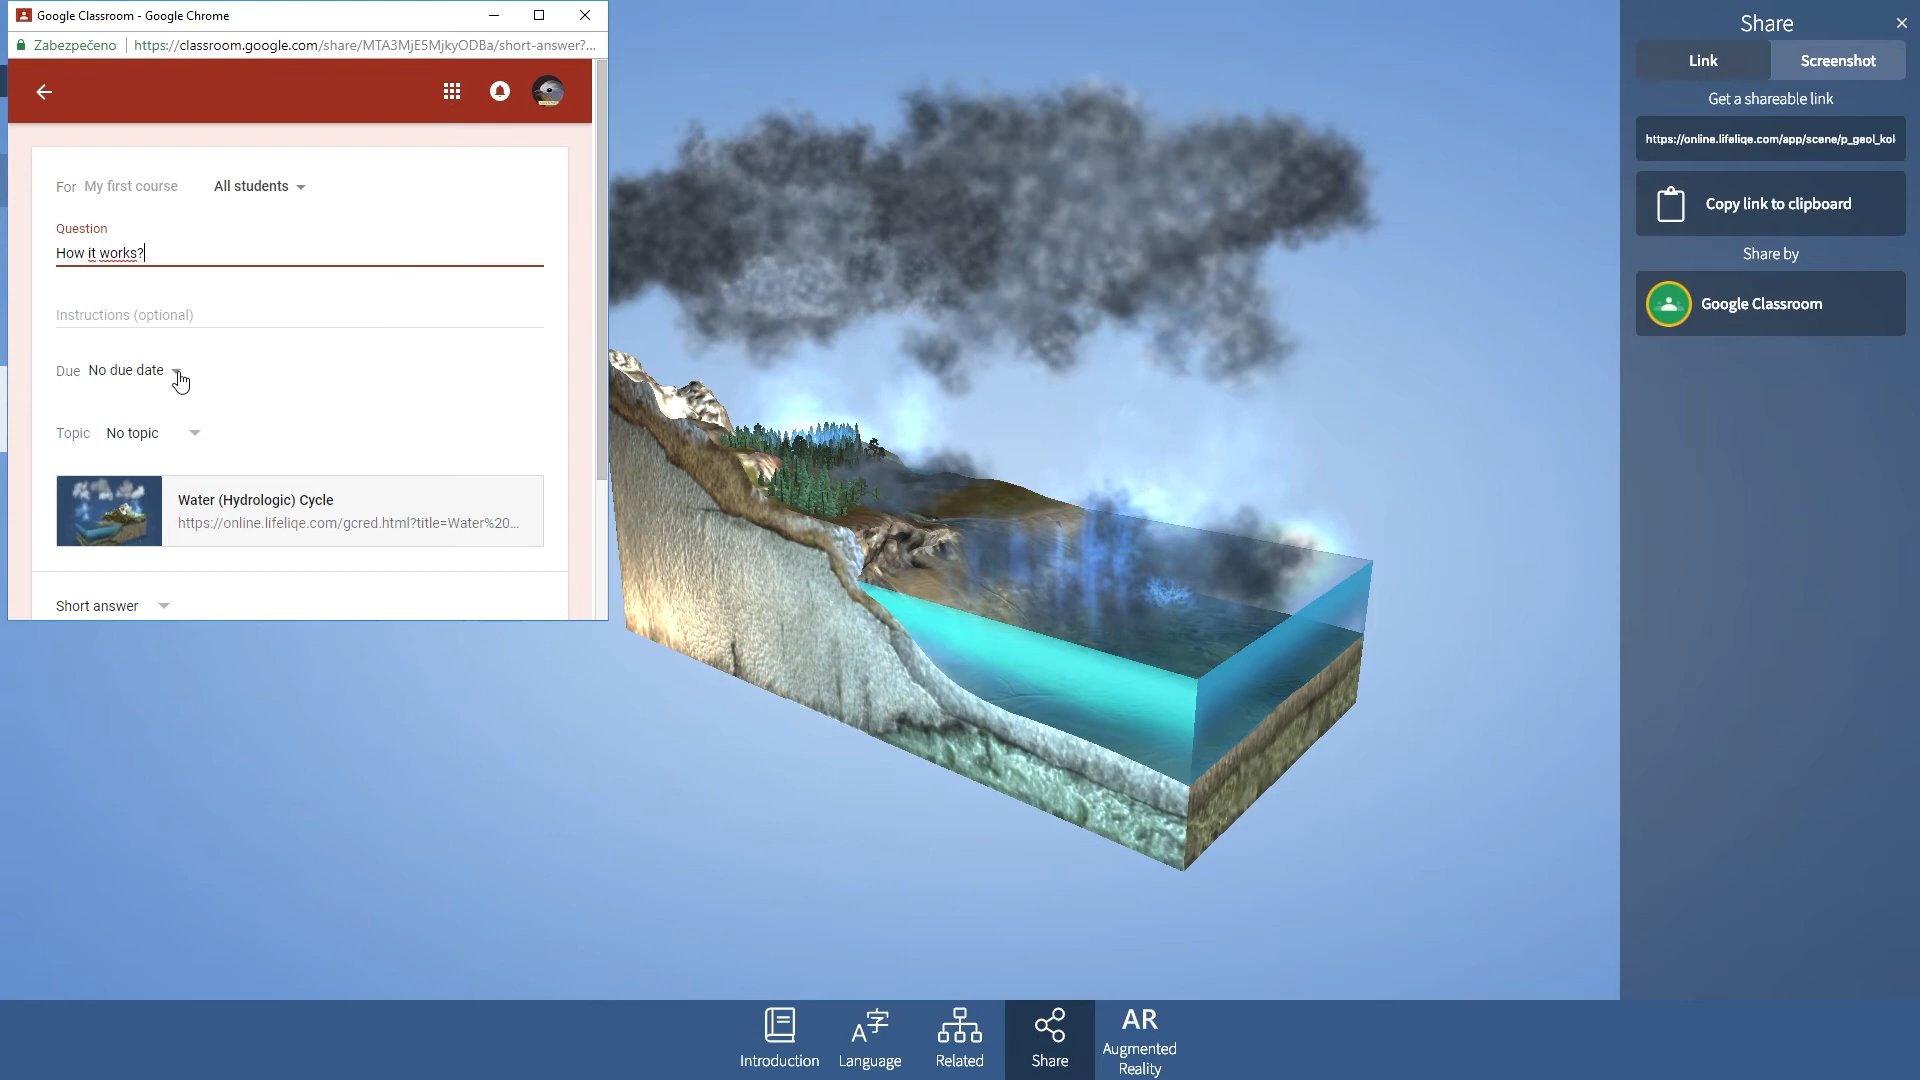 Google Classroom - Google Chrome
Zabezpečeno
https://classroom.google.com/share/MTA3MjE5MjkyODBa/short-answer?...
For My first course All students
Question
How it works?
Instructions (optional)
Due No due date
Topic No topic
Water (Hydrologic) Cycle
https://online.lifeliqe.com/gcred.html?title=Water%20...
Short answer
Share
Link Screenshot
Get a shareable link
https://online.lifeliqe.com/app/scene/p_geol_kol
Copy link to clipboard
Share by
Google Classroom
Introduction
Language
Related
Share
AR
Augmented
Reality